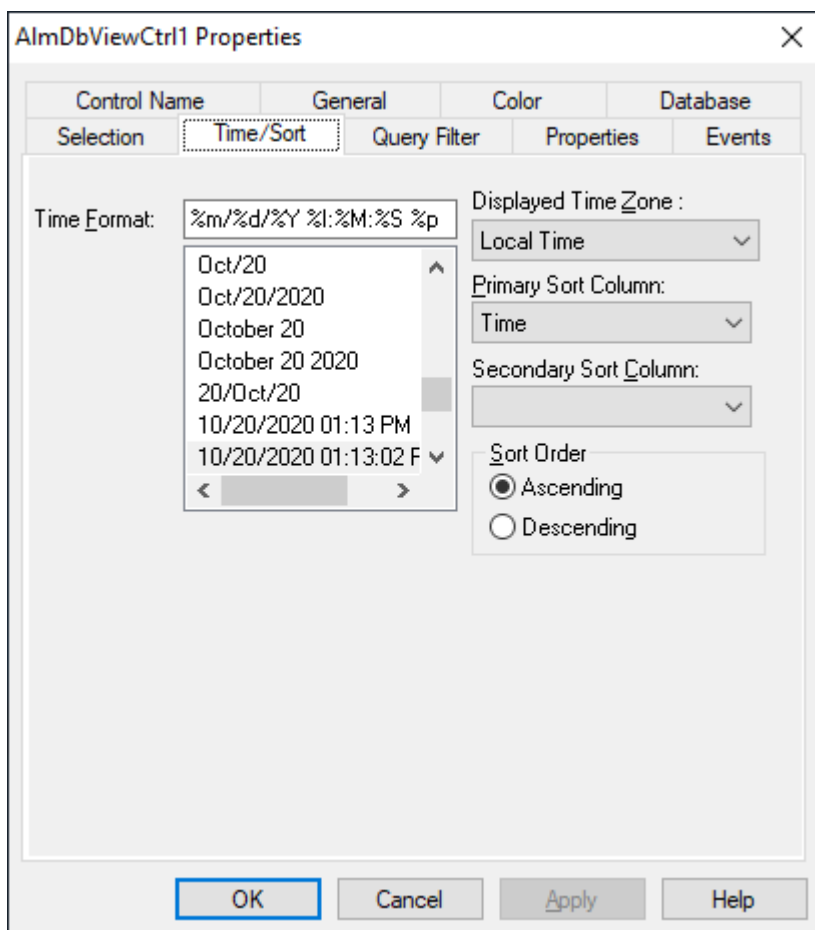 AlmDbViewCtrl1 Properties
Control Name General Color Database
Selection Time/Sort Query Filter Properties Events
Time Format: %m/%d/%Y %I:%M:%S %p
Oct/20
Oct/20/2020
October 20
October 20 2020
20/Oct/20
10/20/2020 01:13 PM
10/20/2020 01:13:02 P
Displayed Time Zone :
Local Time
Primary Sort Column:
Time
Secondary Sort Column:
Sort Order
Ascending
Descending
OK Cancel Apply Help